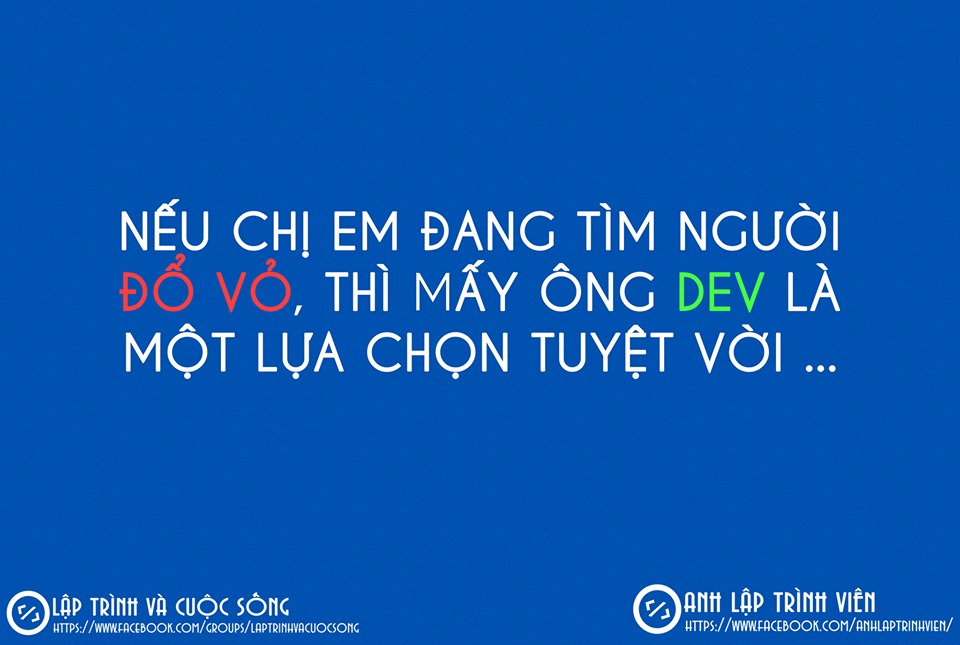 NẾU CHỊ EM ĐANG TÌM NGƯỜI
ĐỔ VỎ, THÌ MẤY ÔNG DEV LÀ
MỘT LỰA CHỌN TUYỆT VỜI ...
LẬP TRÌNH VÀ CUỘC SỐNG
HTTPS://WWW.FACEBOOK.COM/GROUPS/LAPTRINHVACUOCSONG
ANH LẬP TRÌNH VIÊN
HTTPS://WWW.FACEBOOK.COM/ANHLAPTRINHVIEN/